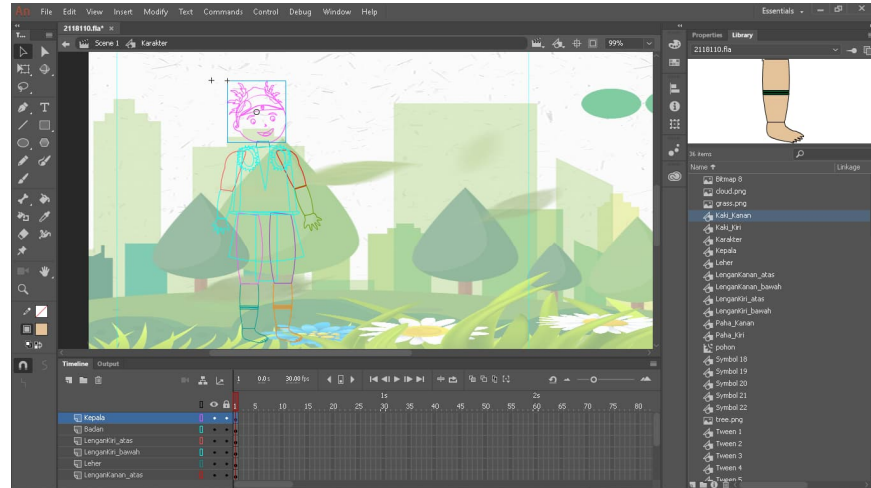 An File Edit View Insert Modify Text Commands Control Debug Window Help Essentials
2118110.fla* ×
T...
Scene 1 Karakter 99%
Properties Library
2118110.fla
36 items
Name Linkage
Bitmap 8
cloud.png
grass.png
Kaki_Kanan
Kaki_Kiri
Karakter
Kepala
Leher
LenganKanan_atas
LenganKanan_bawah
LenganKiri_atas
LenganKiri_bawah
Paha_Kanan
Paha_Kiri
pohon
Symbol 18
Symbol 19
Symbol 20
Symbol 21
Symbol 22
tree.png
Tween 1
Tween 2
Tween 3
Tween 4
Tween 5
Timeline Output
1 0.0 s 30.00 fps
1s 2s
1 5 10 15 20 25 30 35 40 45 50 55 60 65 70 75 80
Kepala
Badan
LenganKiri_atas
LenganKiri_bawah
Leher
LenganKanan_atas